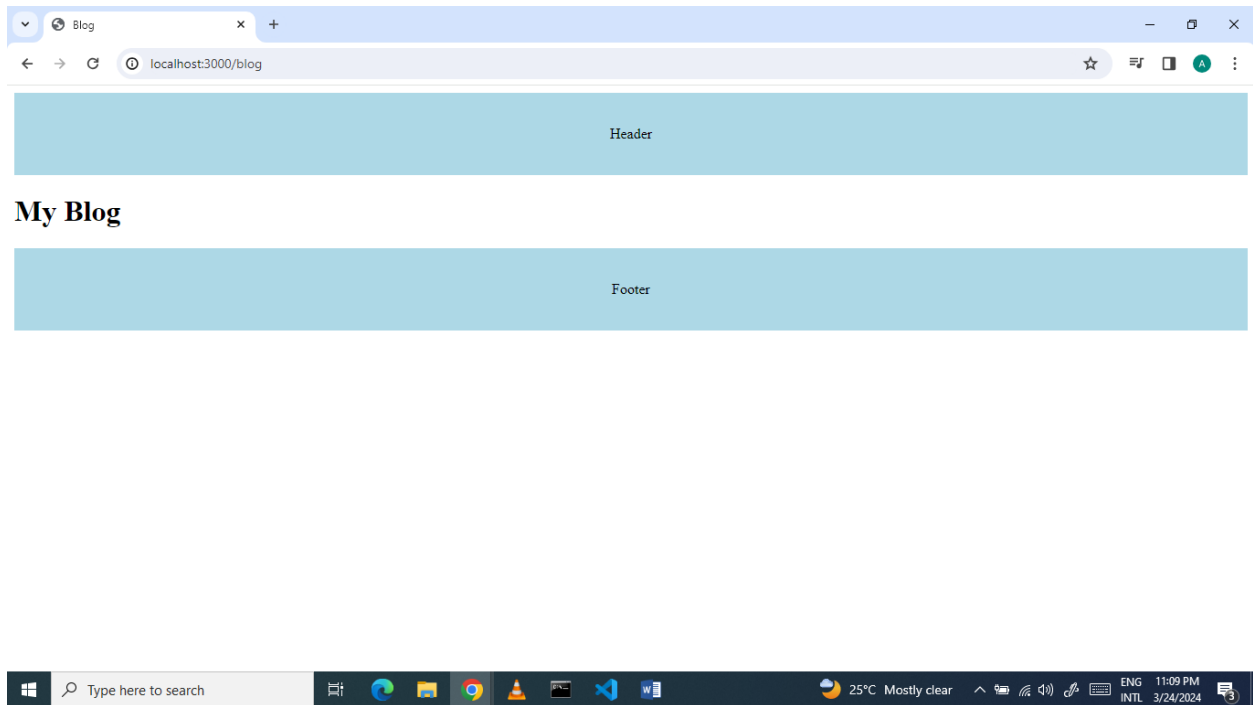 Blog
localhost:3000/blog
A
Header
My Blog
Footer
Type here to search
W
25°C Mostly clear
ENG
INTL
11:09 PM
3/24/2024
3